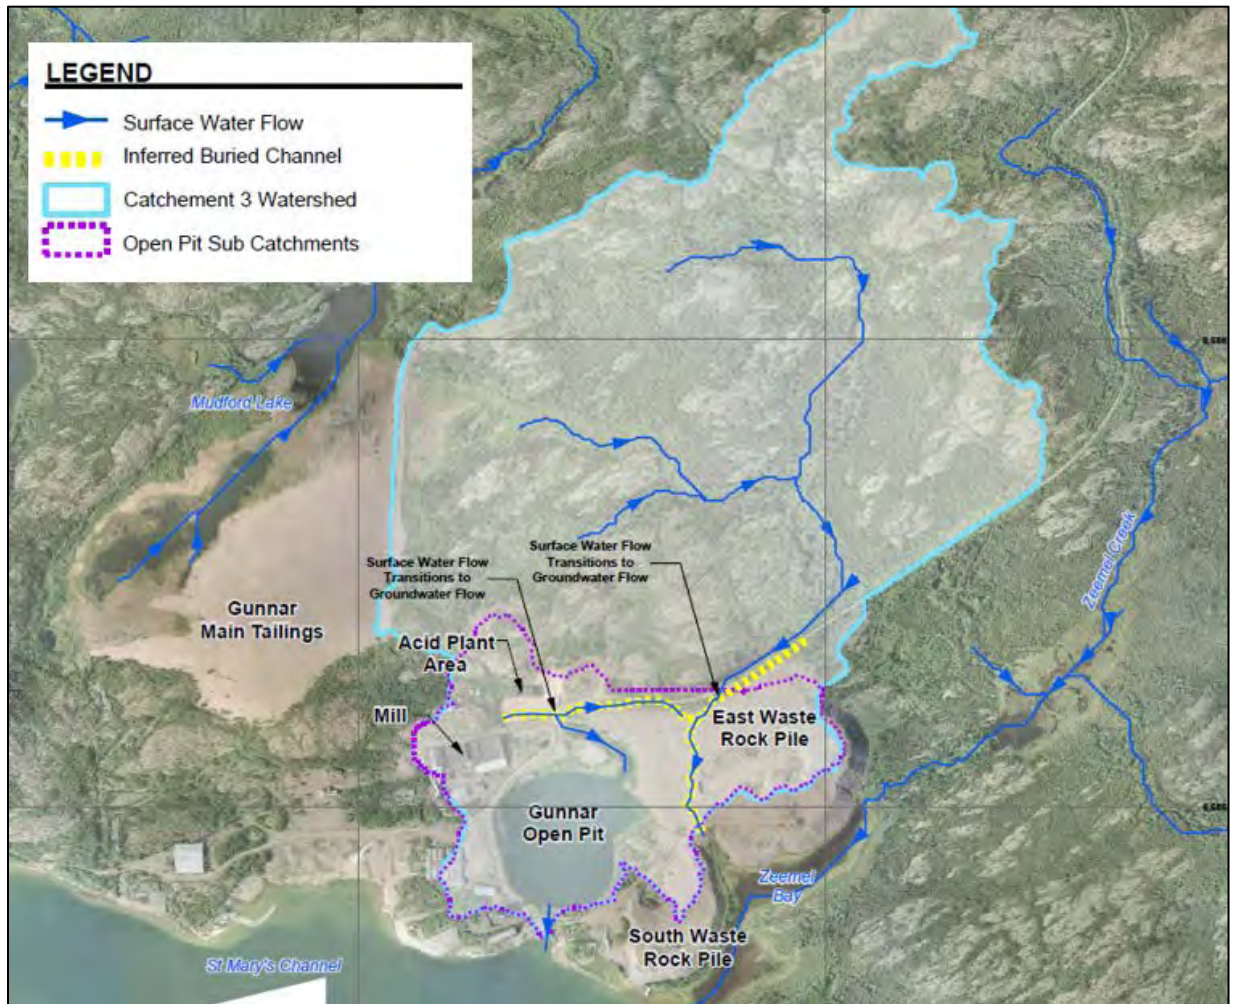 LEGEND
Surface Water Flow
Inferred Buried Channel
Catchement 3 Watershed
Open Pit Sub Catchments
Mudford Lake
Zeemel Creek
Surface Water Flow
Transitions to
Groundwater Flow
Surface Water Flow
Transitions to
Groundwater Flow
Gunnar
Main Tailings
Acid Plant
Area
Mill
East Waste
Rock Pile
Gunnar
Open Pit
Zeemel
Bay
South Waste
Rock Pile
St Mary's Channel